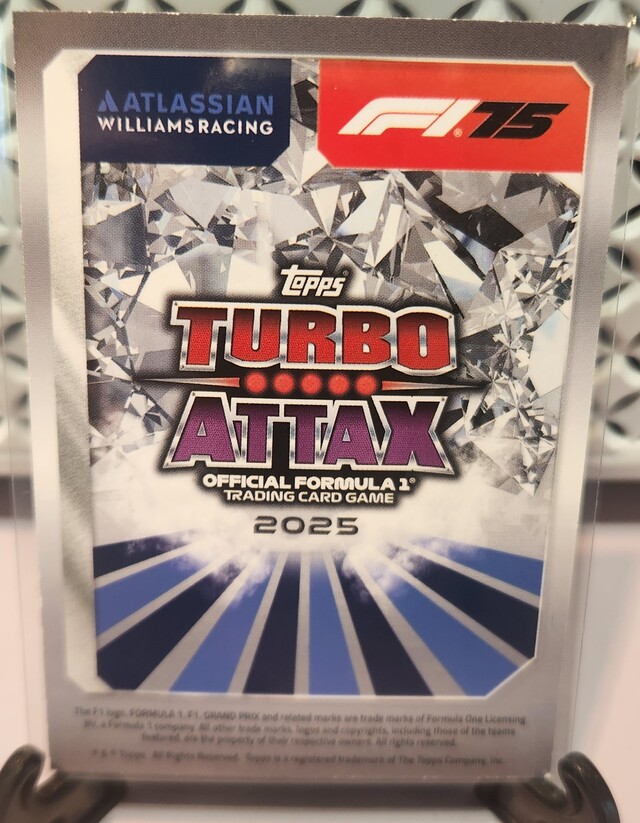 ATLASSIAN
WILLIAMS RACING
F1® 75
Topps®
TURBO
ATTAX
OFFICIAL FORMULA 1®
TRADING CARD GAME
2025
The F1 logo, FORMULA 1, F1, GRAND PRIX and related marks are trade marks of Formula One Licensing
BV, a Formula 1 company. All other trade marks, logos and copyrights, including those of the teams
featured, are the property of their respective owners. All rights reserved.
® & © Topps. All Rights Reserved. Topps is a registered trademark of The Topps Company, Inc.